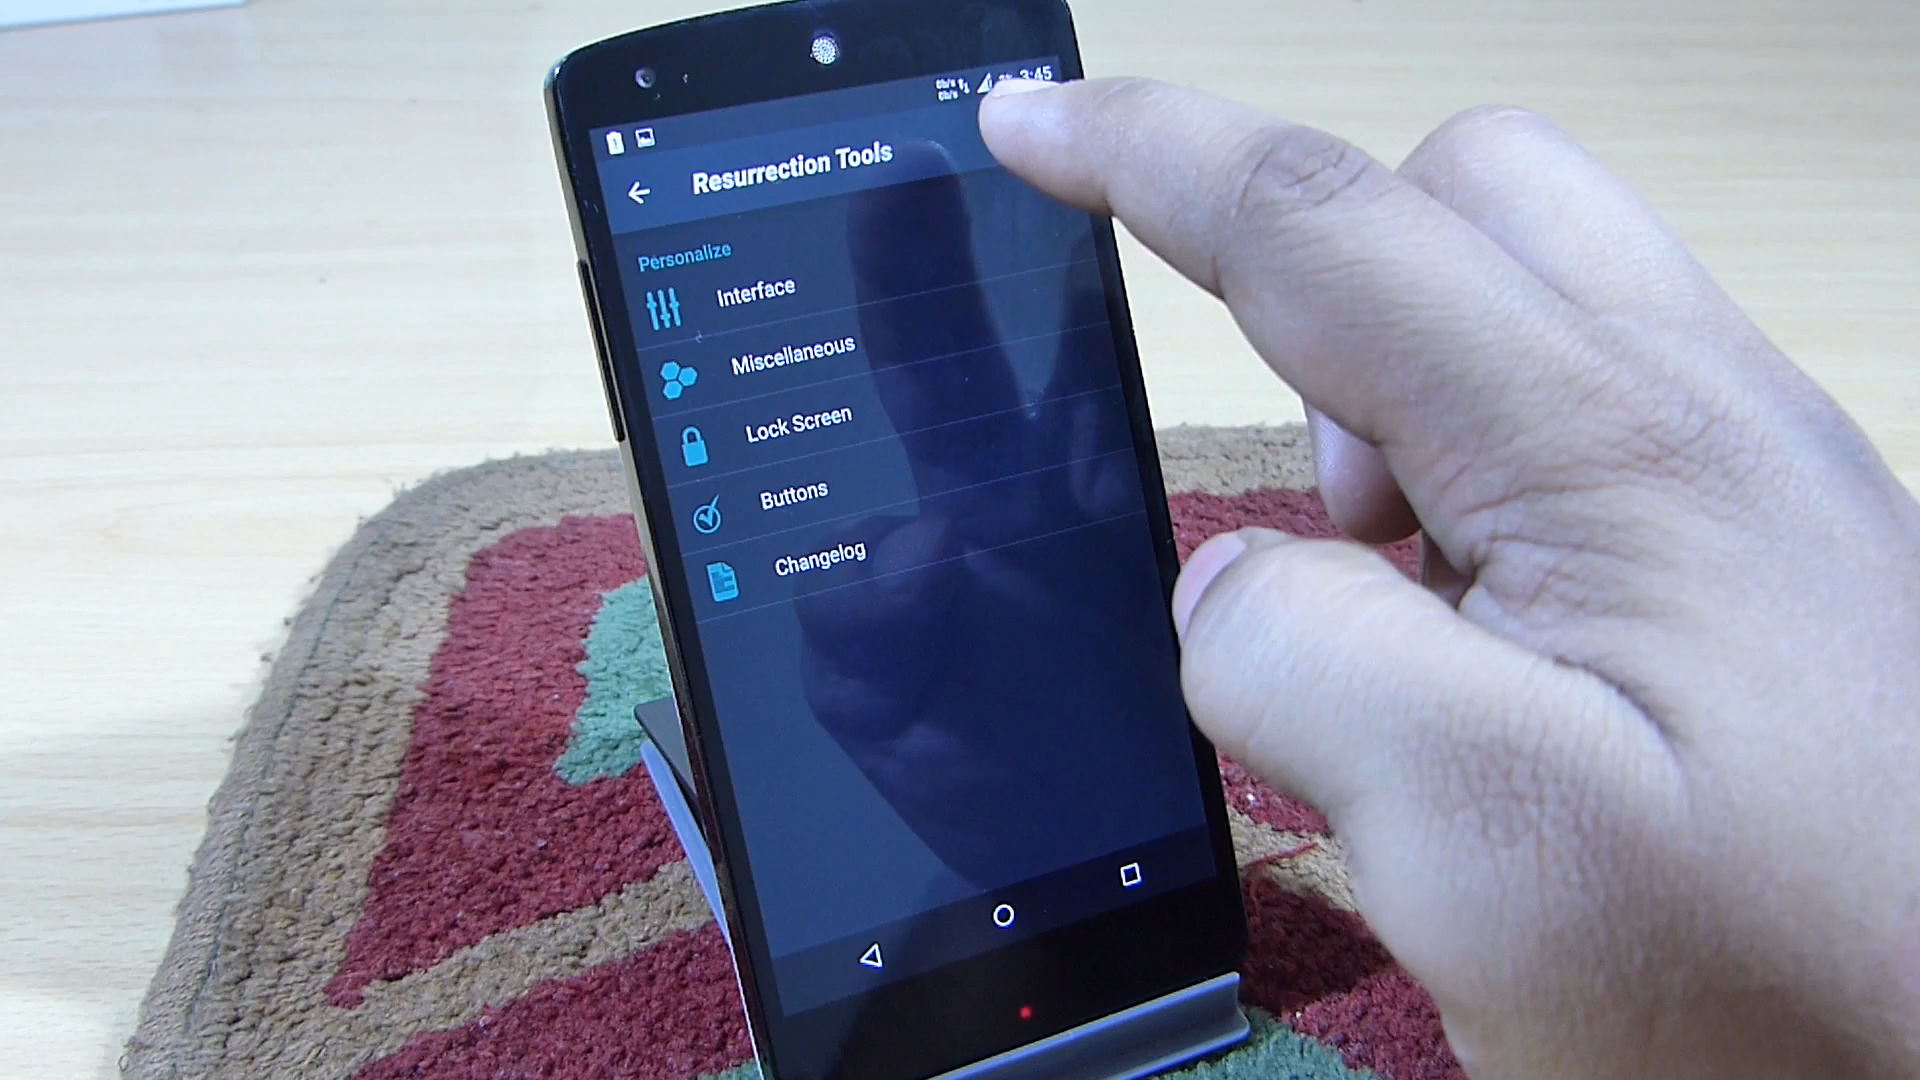 3:45
Resurrection Tools
Personalize
Interface
Miscellaneous
Lock Screen
Buttons
Changelog